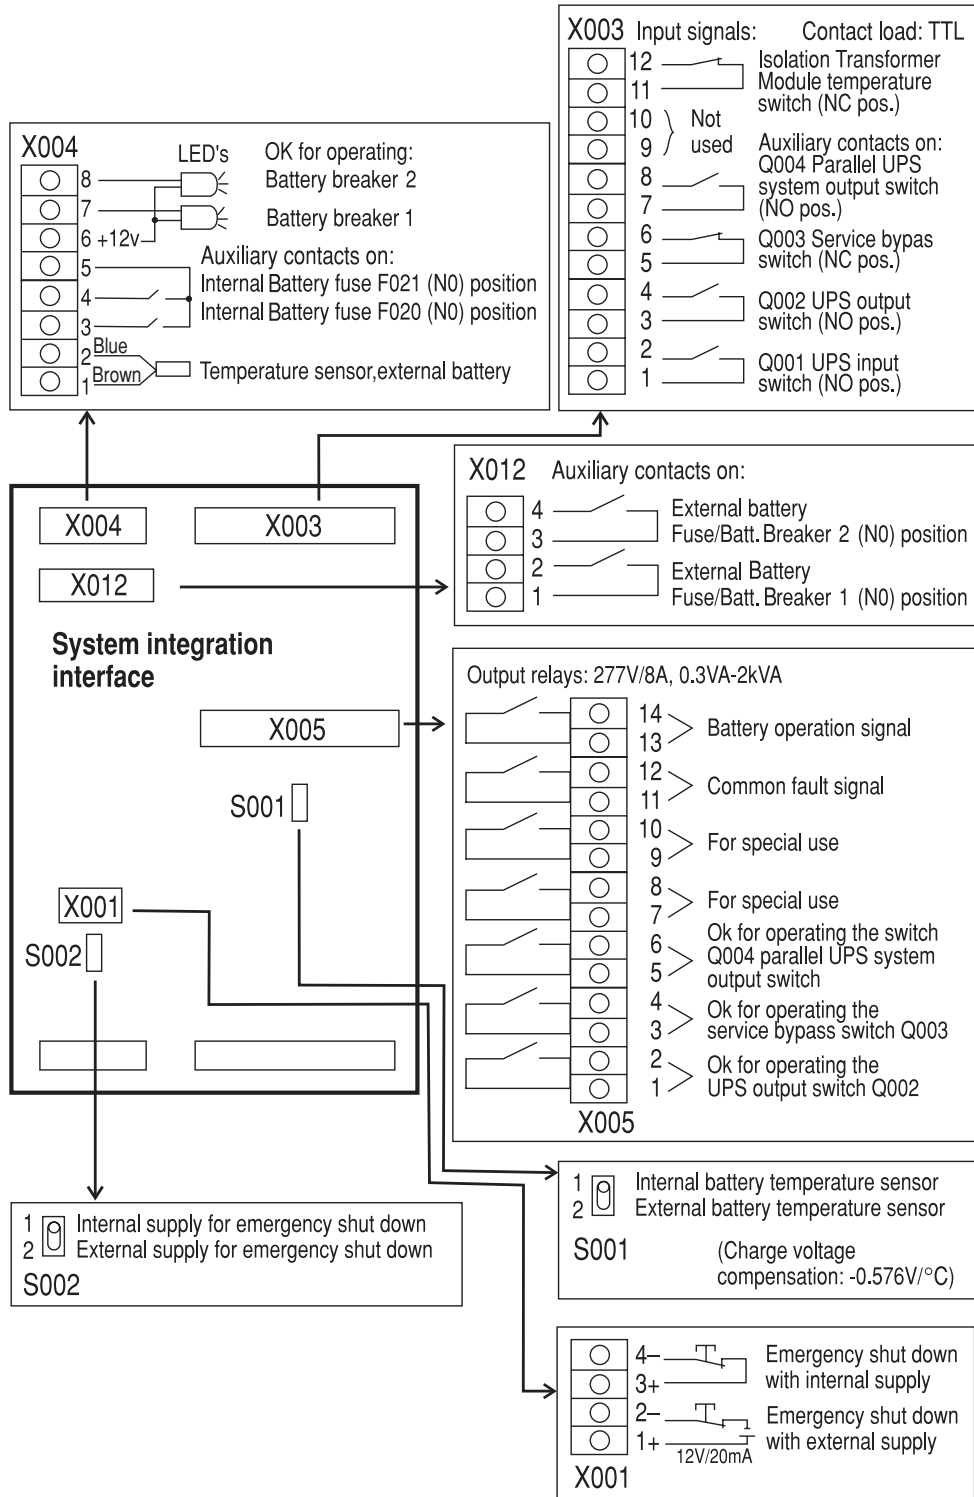 X003 Input signals: Contact load: TTL
12 Isolation Transformer
11 Module temperature
switch (NC pos.)
10 Not
9 used
Auxiliary contacts on:
8 Q004 Parallel UPS
system output switch
7 (NO pos.)
6 Q003 Service bypas
5 switch (NC pos.)
4 Q002 UPS output
3 switch (NO pos.)
2 Q001 UPS input
1 switch (NO pos.)
X004
LED's OK for operating:
8 Battery breaker 2
7 Battery breaker 1
6 +12v
Auxiliary contacts on:
5 Internal Battery fuse F021 (N0) position
4 Internal Battery fuse F020 (N0) position
3
2 Blue
1 Brown Temperature sensor,external battery
X012 Auxiliary contacts on:
4 External battery
3 Fuse/Batt. Breaker 2 (N0) position
2 External Battery
1 Fuse/Batt. Breaker 1 (N0) position
X004 X003
X012
System integration
interface
X005
S001
X001
S002
Output relays: 277V/8A, 0.3VA-2kVA
14
13 Battery operation signal
12
11 Common fault signal
10
9 For special use
8
7 For special use
6 Ok for operating the switch
5 Q004 parallel UPS system
output switch
4 Ok for operating the
3 service bypass switch Q003
2 Ok for operating the
1 UPS output switch Q002
X005
1 Internal battery temperature sensor
2 External battery temperature sensor
S001 (Charge voltage
compensation: -0.576V/°C)
1 Internal supply for emergency shut down
2 External supply for emergency shut down
S002
4– Emergency shut down
3+ with internal supply
2– Emergency shut down
1+ with external supply
12V/20mA
X001